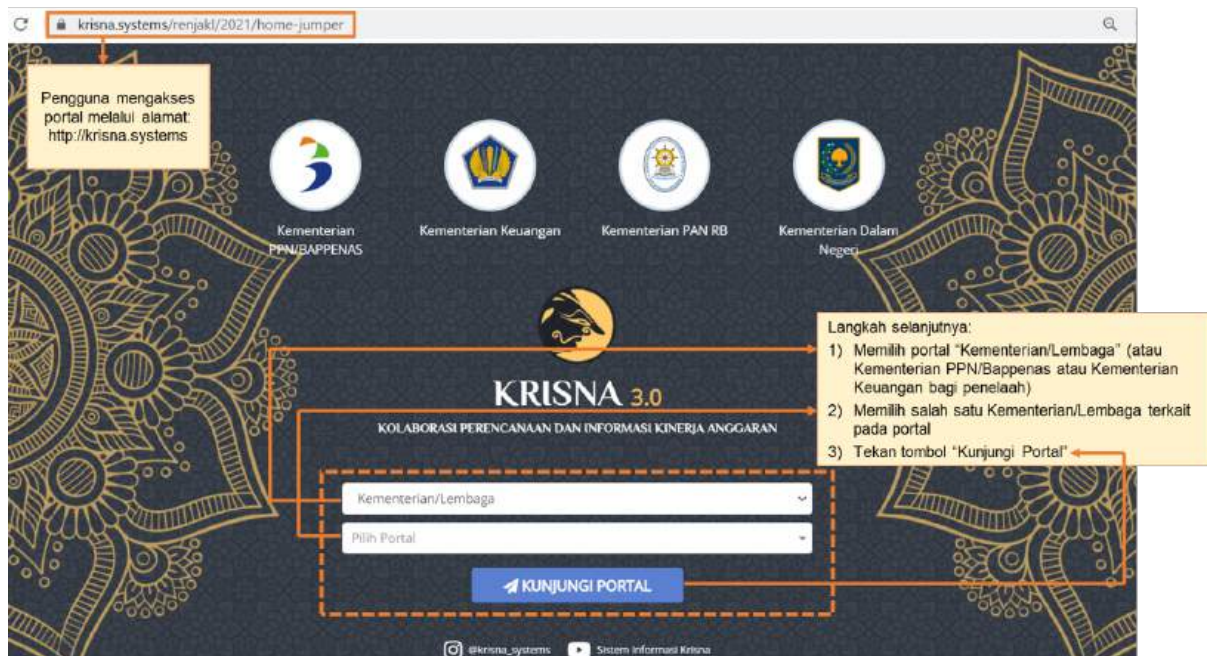 krisna.systems/renjakl/2021/home-jumper
Pengguna mengakses
portal melalui alamat:
http://krisna.systems
Kementerian
PPN/BAPPENAS
Kementerian Keuangan
Kementerian PAN RB
Kementerian Dalam
Negeri
KRISNA 3.0
KOLABORASI PERENCANAAN DAN INFORMASI KINERJA ANGGARAN
Langkah selanjutnya:
1) Memilih portal “Kementerian/Lembaga” (atau
Kementerian PPN/Bappenas atau Kementerian
Keuangan bagi penelaah)
2) Memilih salah satu Kementerian/Lembaga terkait
pada portal
3) Tekan tombol “Kunjungi Portal”
Kementerian/Lembaga
Pilih Portal
KUNJUNGI PORTAL
@krisna_systems
Sistem Informasi Krisna